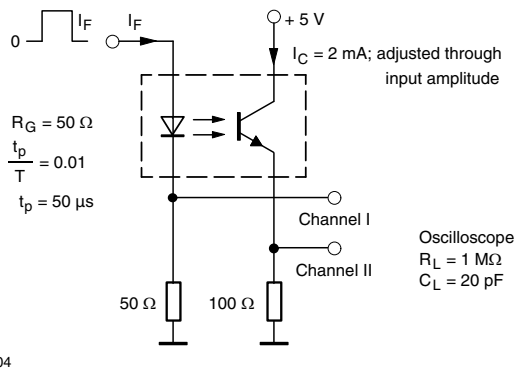 0
I_F
I_F
+ 5 V
I_C = 2 mA; adjusted through
input amplitude
R_G = 50 Ω
t_p
T
= 0.01
t_p = 50 μs
Channel I
Channel II
Oscilloscope
R_L = 1 MΩ
C_L = 20 pF
50 Ω
100 Ω
04